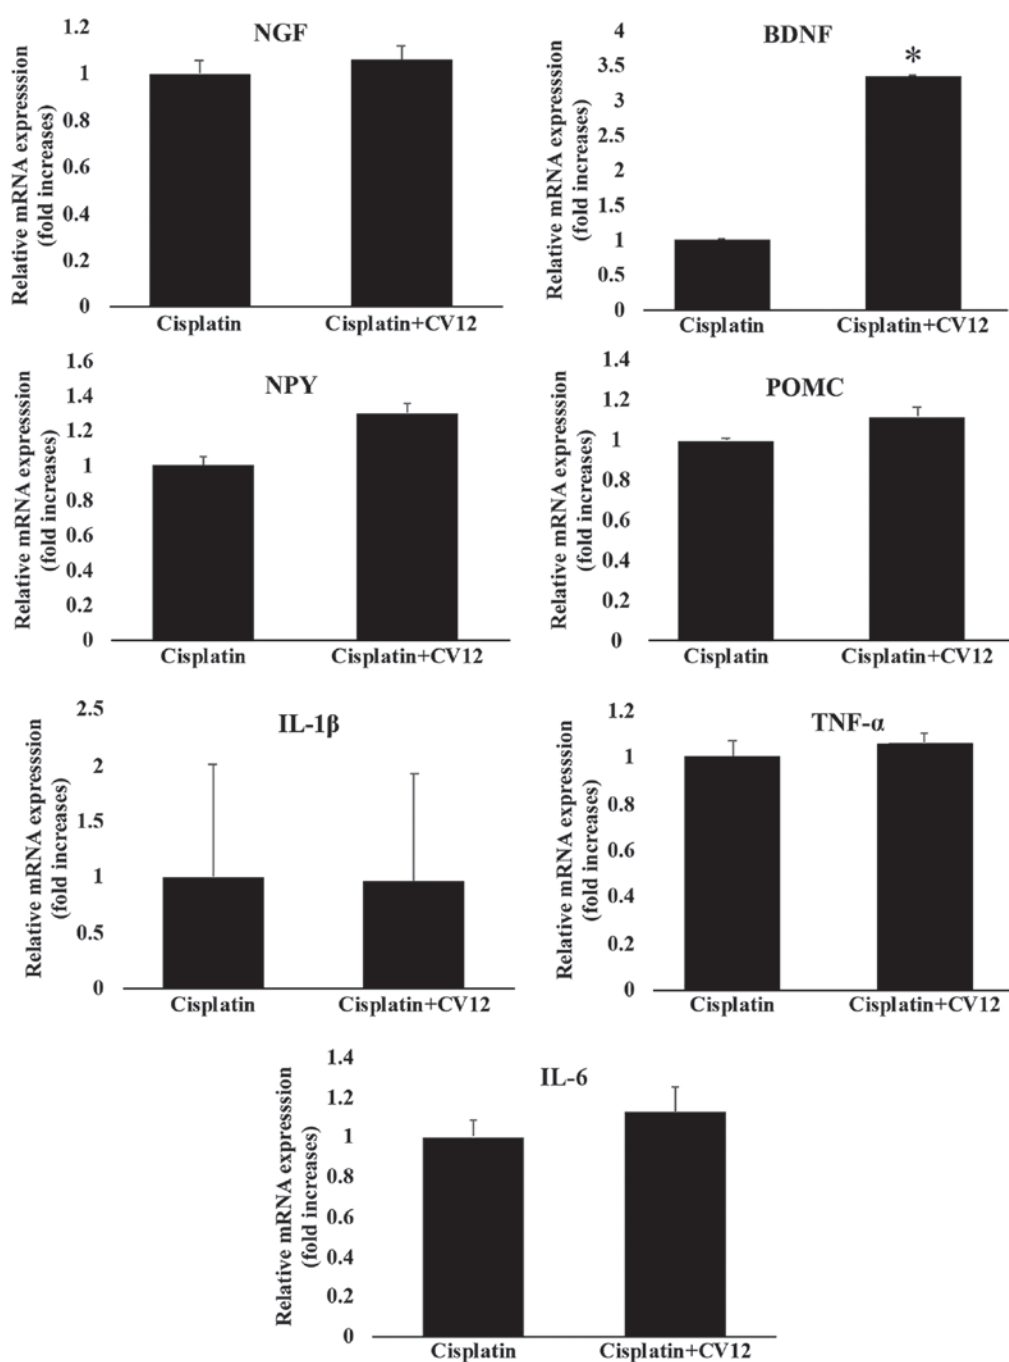 NGF
Relative mRNA expresssion
(fold increases)
1.2
1
0.8
0.6
0.4
0.2
0
Cisplatin Cisplatin+CV12
BDNF
*
Relative mRNA expresssion
(fold increases)
4
3.5
3
2.5
2
1.5
1
0.5
0
Cisplatin Cisplatin+CV12
NPY
Relative mRNA expresssion
(fold increases)
1.6
1.4
1.2
1
0.8
0.6
0.4
0.2
0
Cisplatin Cisplatin+CV12
POMC
Relative mRNA expresssion
(fold increases)
1.4
1.2
1
0.8
0.6
0.4
0.2
0
Cisplatin Cisplatin+CV12
IL-1β
Relative mRNA expresssion
(fold increases)
2.5
2
1.5
1
0.5
0
Cisplatin Cisplatin+CV12
TNF-α
Relative mRNA expresssion
(fold increases)
1.2
1
0.8
0.6
0.4
0.2
0
Cisplatin Cisplatin+CV12
IL-6
Relative mRNA expresssion
(fold increases)
1.4
1.2
1
0.8
0.6
0.4
0.2
0
Cisplatin Cisplatin+CV12